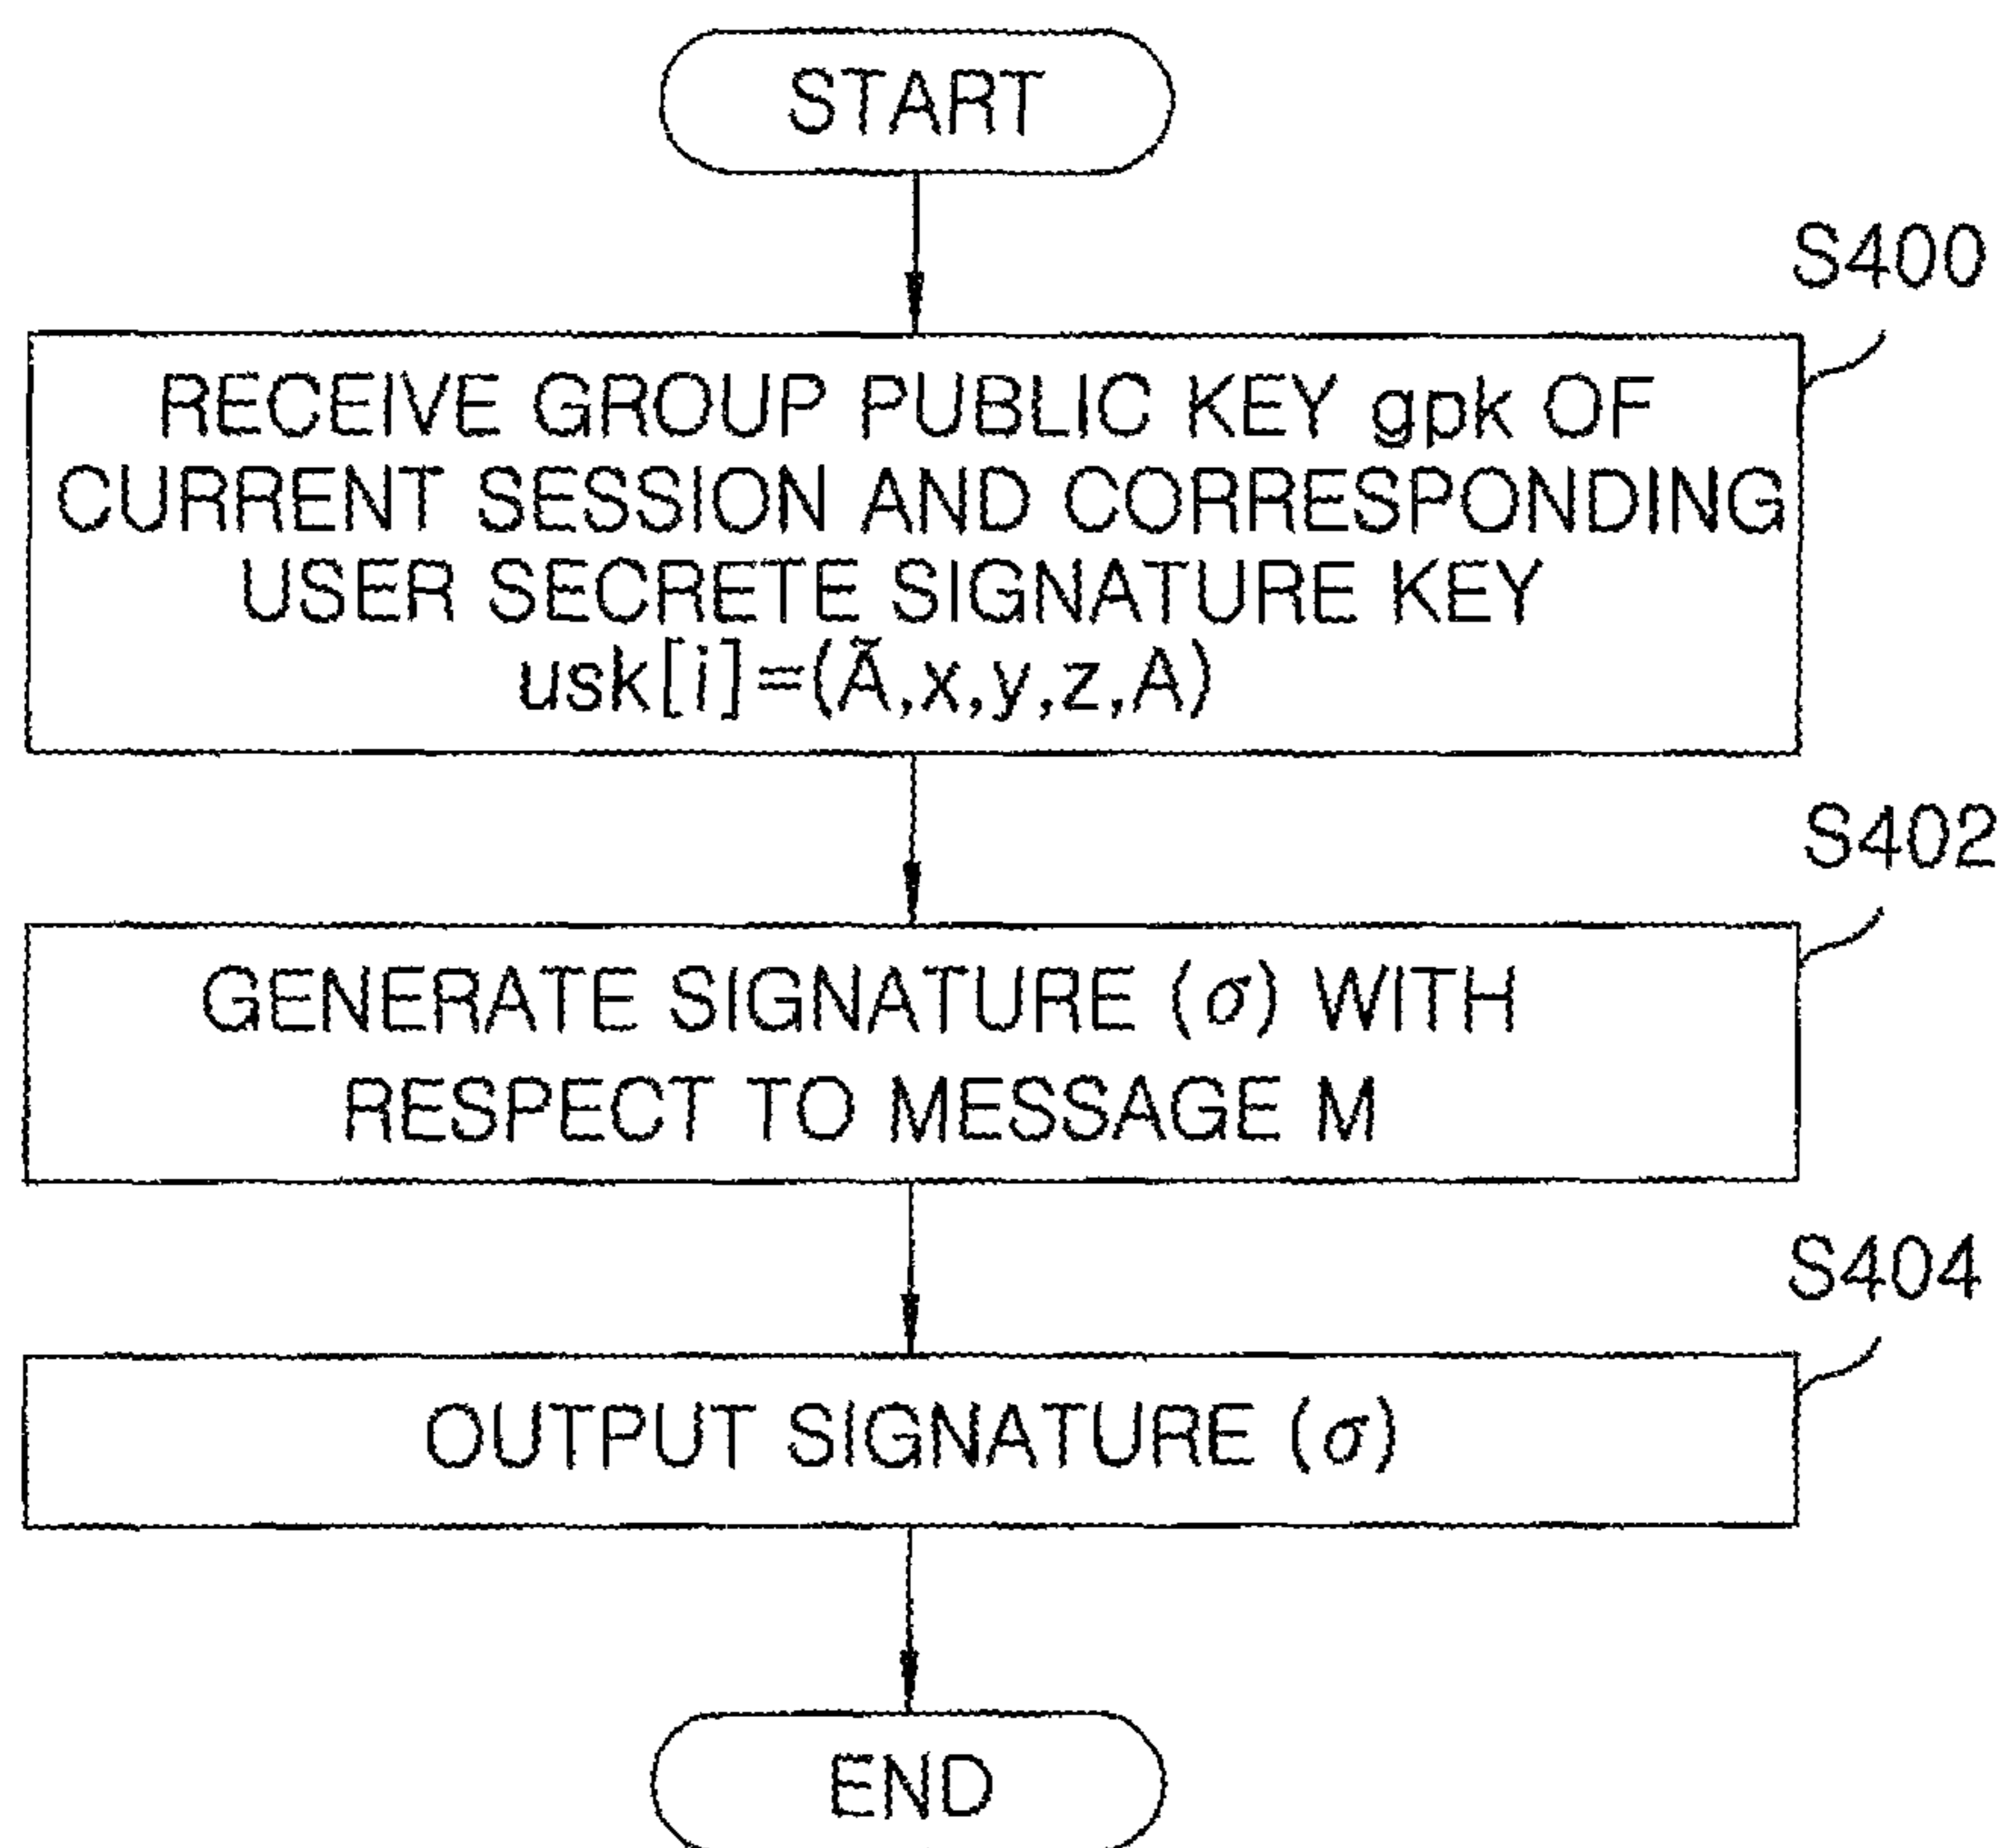 START
S400
RECEIVE GROUP PUBLIC KEY gpk OF
CURRENT SESSION AND CORRESPONDING
USER SECRETE SIGNATURE KEY
usk[i]=(Ã,x,y,z,A)
S402
GENERATE SIGNATURE (σ) WITH
RESPECT TO MESSAGE M
S404
OUTPUT SIGNATURE (σ)
END